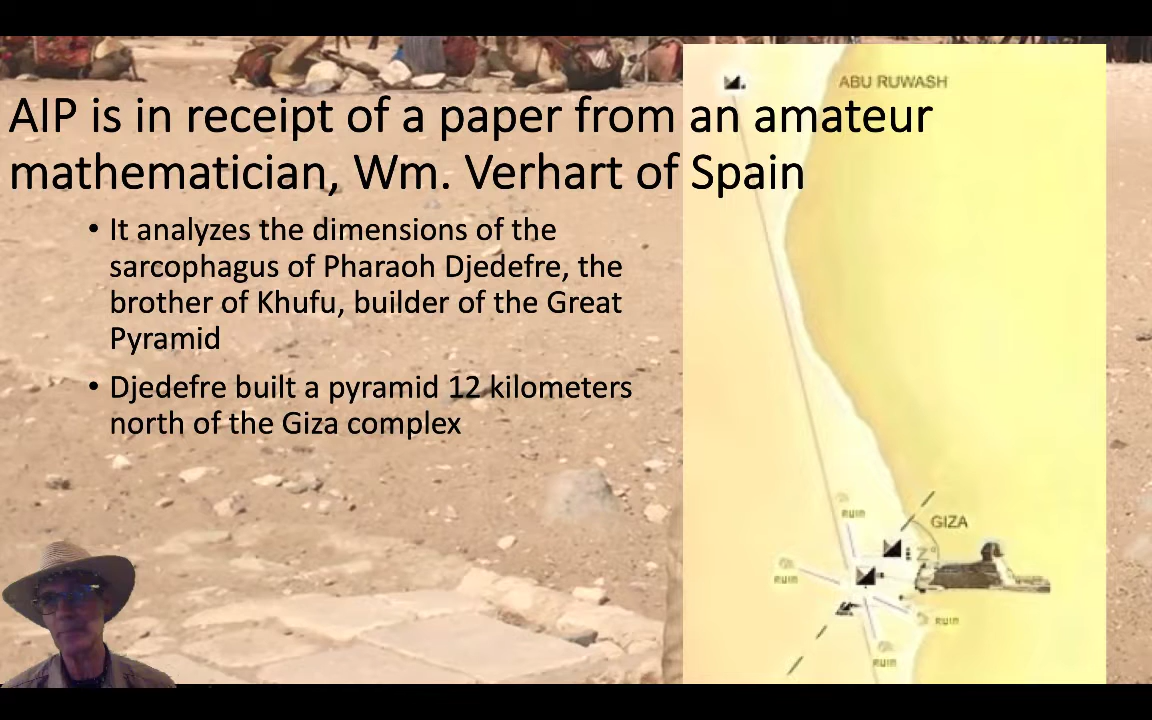 AIP is in receipt of a paper from an amateur
mathematician, Wm. Verhart of Spain
• It analyzes the dimensions of the
sarcophagus of Pharaoh Djedefre, the
brother of Khufu, builder of the Great
Pyramid
• Djedefre built a pyramid 12 kilometers
north of the Giza complex
ABU RUWASH
RUIN
GIZA
RUIN
RUIN
RUIN